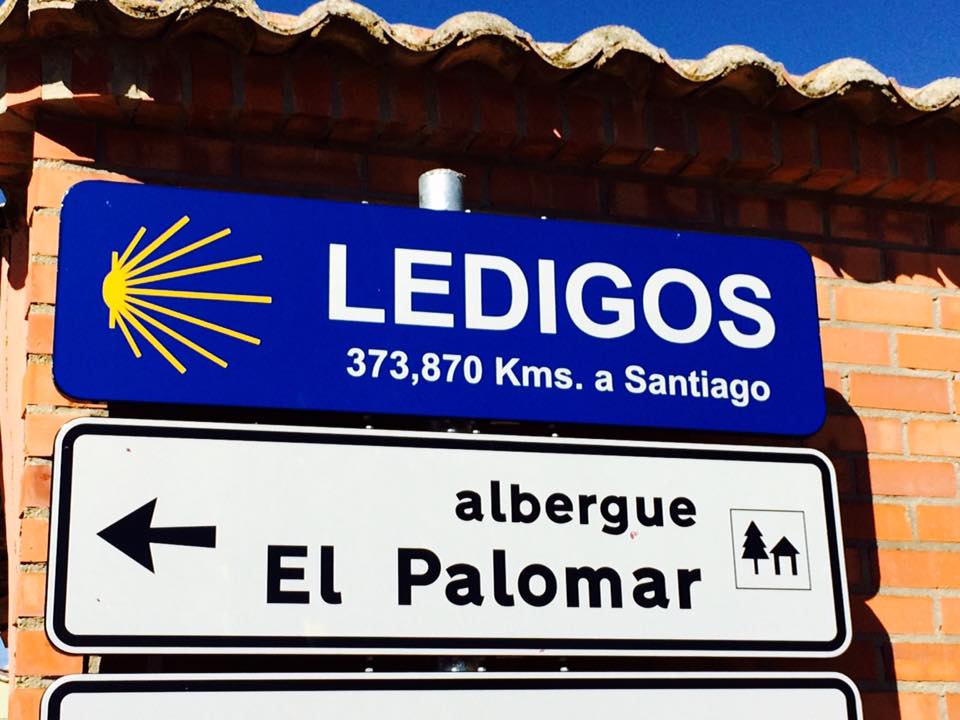 LEDIGOS
373,870 Kms. a Santiago
albergue
El Palomar